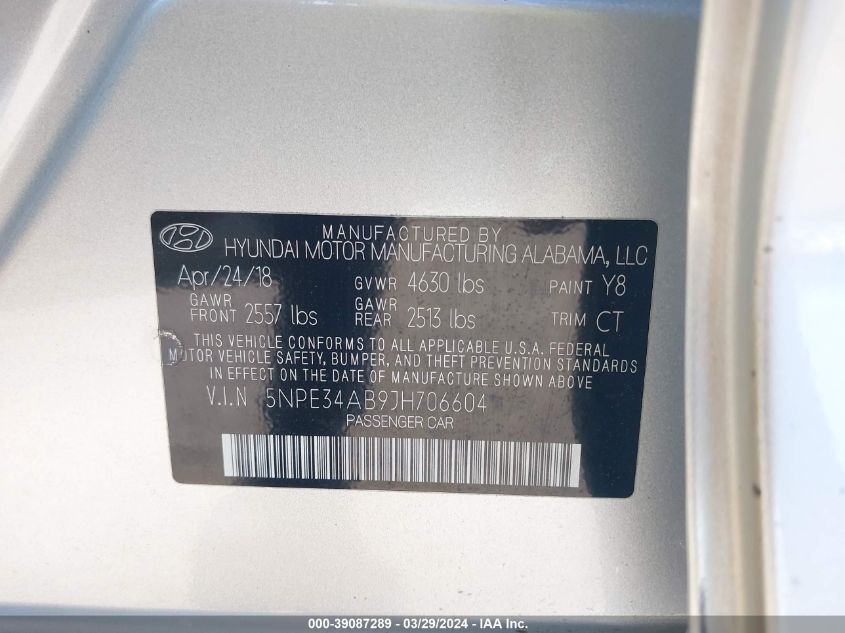 MANUFACTURED BY
HYUNDAI MOTOR MANUFACTURING ALABAMA, LLC
Apr/24/18 GVWR 4630 lbs PAINT Y8
GAWR FRONT 2557 lbs GAWR REAR 2513 lbs TRIM CT
THIS VEHICLE CONFORMS TO ALL APPLICABLE U.S.A. FEDERAL
MOTOR VEHICLE SAFETY, BUMPER, AND THEFT PREVENTION STANDARDS
IN EFFECT ON THE DATE OF MANUFACTURE SHOWN ABOVE
V.I.N 5NPE34AB9JH706604
PASSENGER CAR
000-39087289 - 03/29/2024 - IAA Inc.